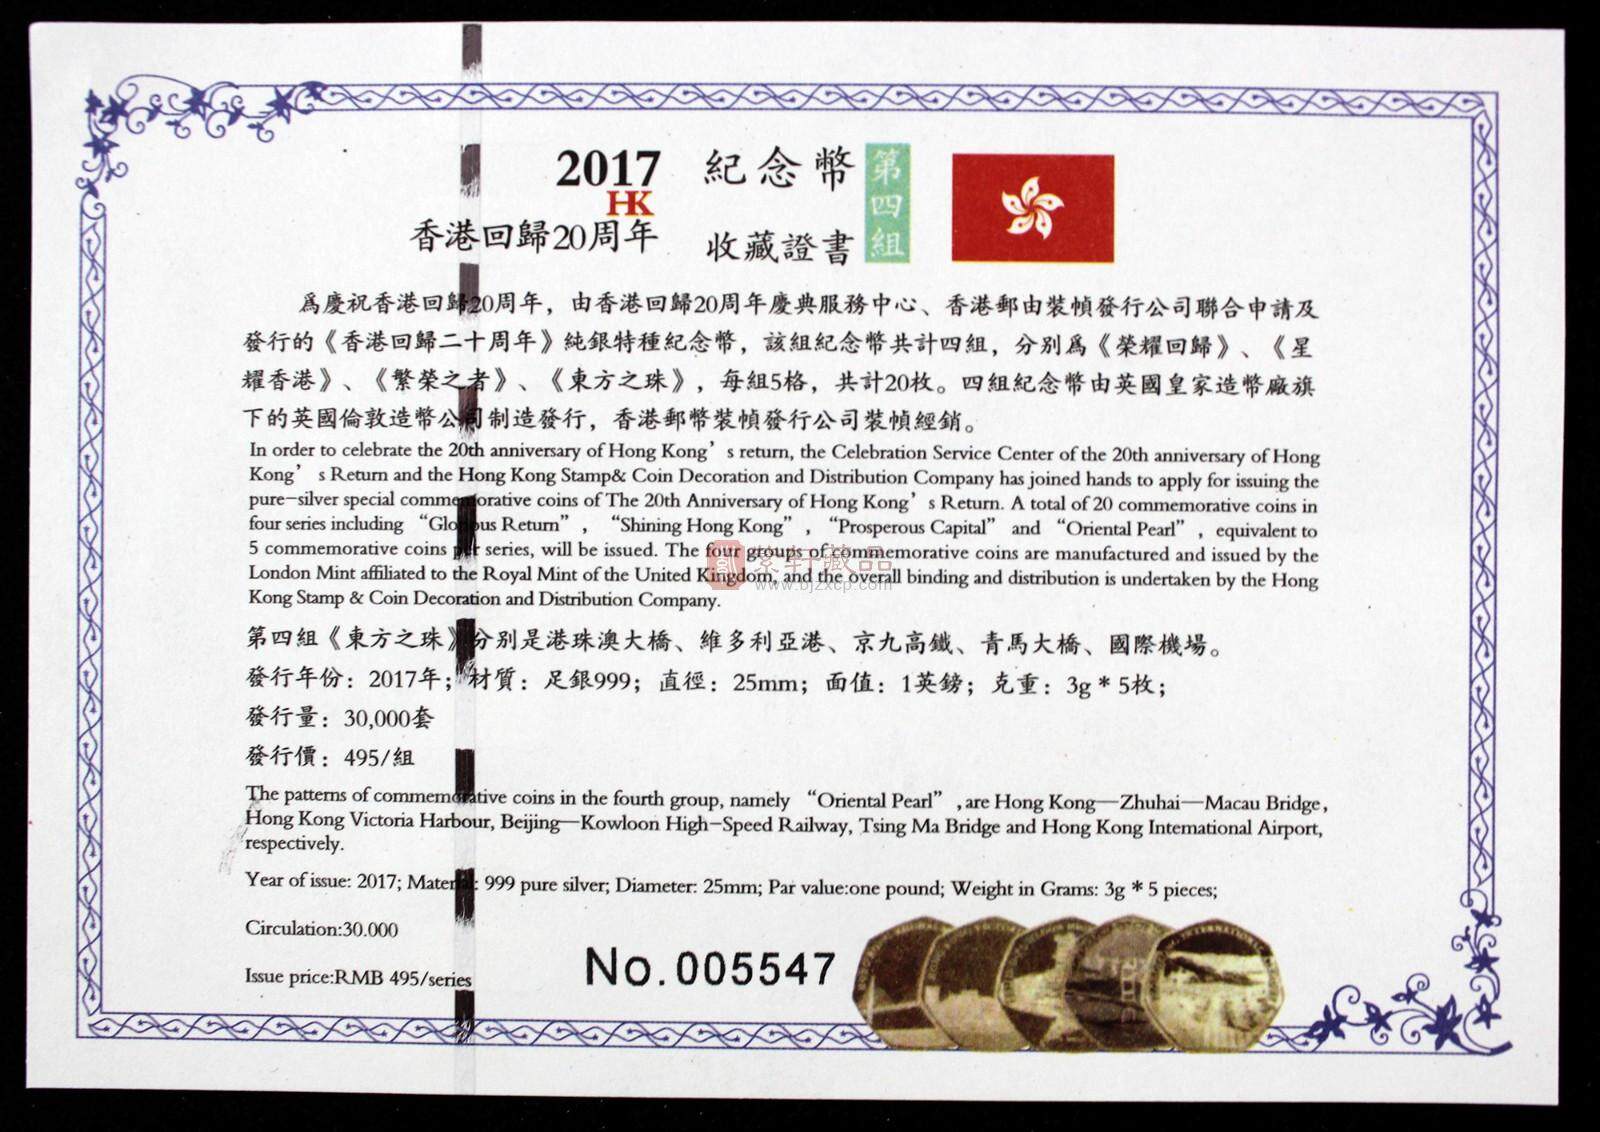 2017 紀念幣 第四組
HK
香港回歸20周年 收藏證書
爲慶祝香港回歸20周年，由香港回歸20周年慶典服務中心、香港郵由裝幀發行公司聯合申請及
發行的《香港回歸二十周年》純銀特種紀念幣，該組紀念幣共計四組，分別爲《榮耀回歸》、《星
耀香港》、《繁榮之者》、《東方之珠》，每組5格，共計20枚。四組紀念幣由英國皇家造幣廠旗
下的英國倫敦造幣公司制造發行，香港郵幣裝幀發行公司裝幀經銷。
In order to celebrate the 20th anniversary of Hong Kong’s return, the Celebration Service Center of the 20th anniversary of Hong
Kong’s Return and the Hong Kong Stamp& Coin Decoration and Distribution Company has joined hands to apply for issuing the
pure-silver special commemorative coins of The 20th Anniversary of Hong Kong’s Return. A total of 20 commemorative coins in
four series including “Glorious Return”, “Shining Hong Kong”, “Prosperous Capital” and “Oriental Pearl”, equivalent to
5 commemorative coins per series, will be issued. The four groups of commemorative coins are manufactured and issued by the
London Mint affiliated to the Royal Mint of the United Kingdom, and the overall binding and distribution is undertaken by the Hong
Kong Stamp & Coin Decoration and Distribution Company.
紫轩藏品
www.bjzxcp.com
第四組《東方之珠》分別是港珠澳大橋、維多利亞港、京九高鐵、青馬大橋、國際機場。
發行年份：2017年；材質：足銀999；直徑：25mm；面值：1英鎊；克重：3g * 5枚；
發行量：30,000套
發行價：495/組
The patterns of commemorative coins in the fourth group, namely “Oriental Pearl”,are Hong Kong—Zhuhai—Macau Bridge,
Hong Kong Victoria Harbour, Beijing—Kowloon High-Speed Railway, Tsing Ma Bridge and Hong Kong International Airport,
respectively.
Year of issue: 2017; Material: 999 pure silver; Diameter: 25mm; Par value:one pound; Weight in Grams: 3g * 5 pieces;
Circulation:30.000
Issue price:RMB 495/series
No.005547